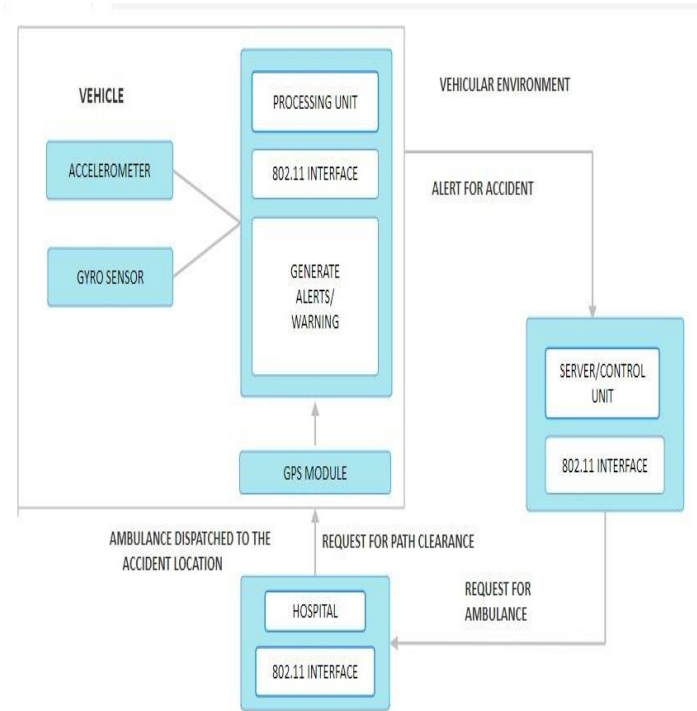 VEHICLE
ACCELEROMETER
GYRO SENSOR
PROCESSING UNIT
802.11 INTERFACE
GENERATE
ALERTS/
WARNING
GPS MODULE
VEHICULAR ENVIRONMENT
ALERT FOR ACCIDENT
SERVER/CONTROL
UNIT
802.11 INTERFACE
REQUEST FOR
AMBULANCE
AMBULANCE DISPATCHED TO THE
ACCIDENT LOCATION
REQUEST FOR PATH CLEARANCE
HOSPITAL
802.11 INTERFACE